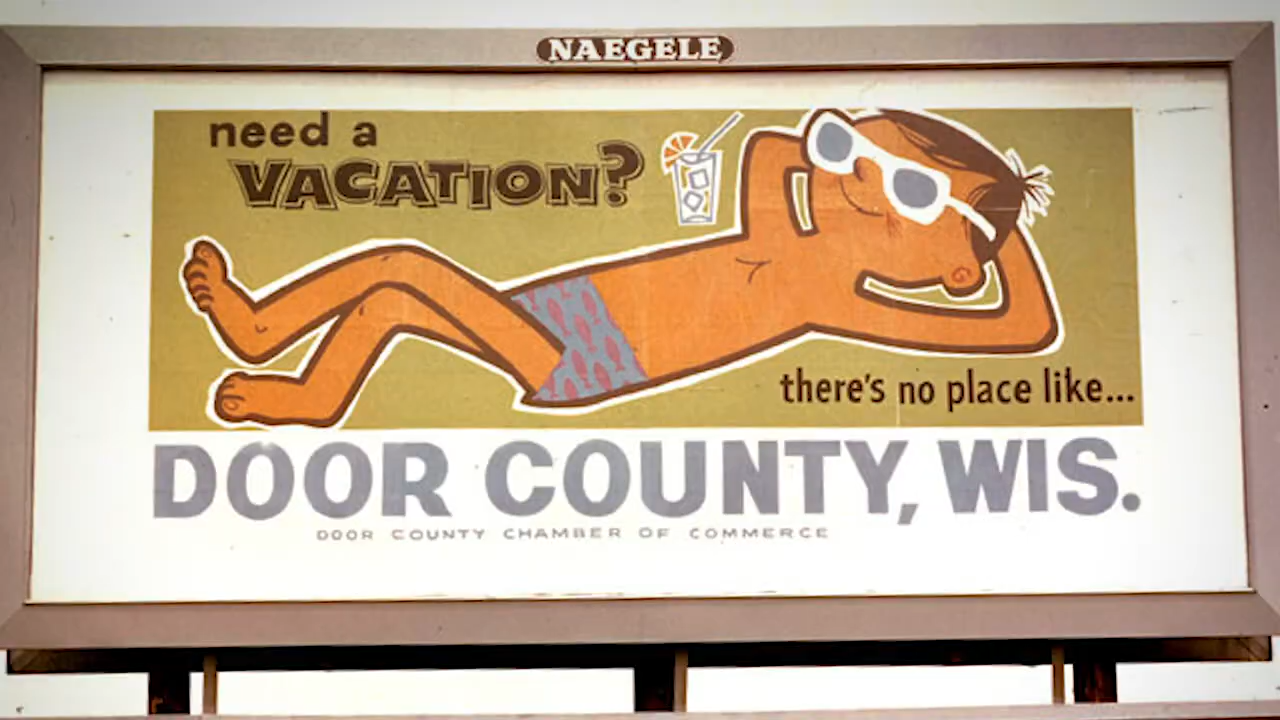 NAEGELE
need a
VACATION?
there's no place like...
DOOR COUNTY, WIS.
DOOR COUNTY CHAMBER OF COMMERCE